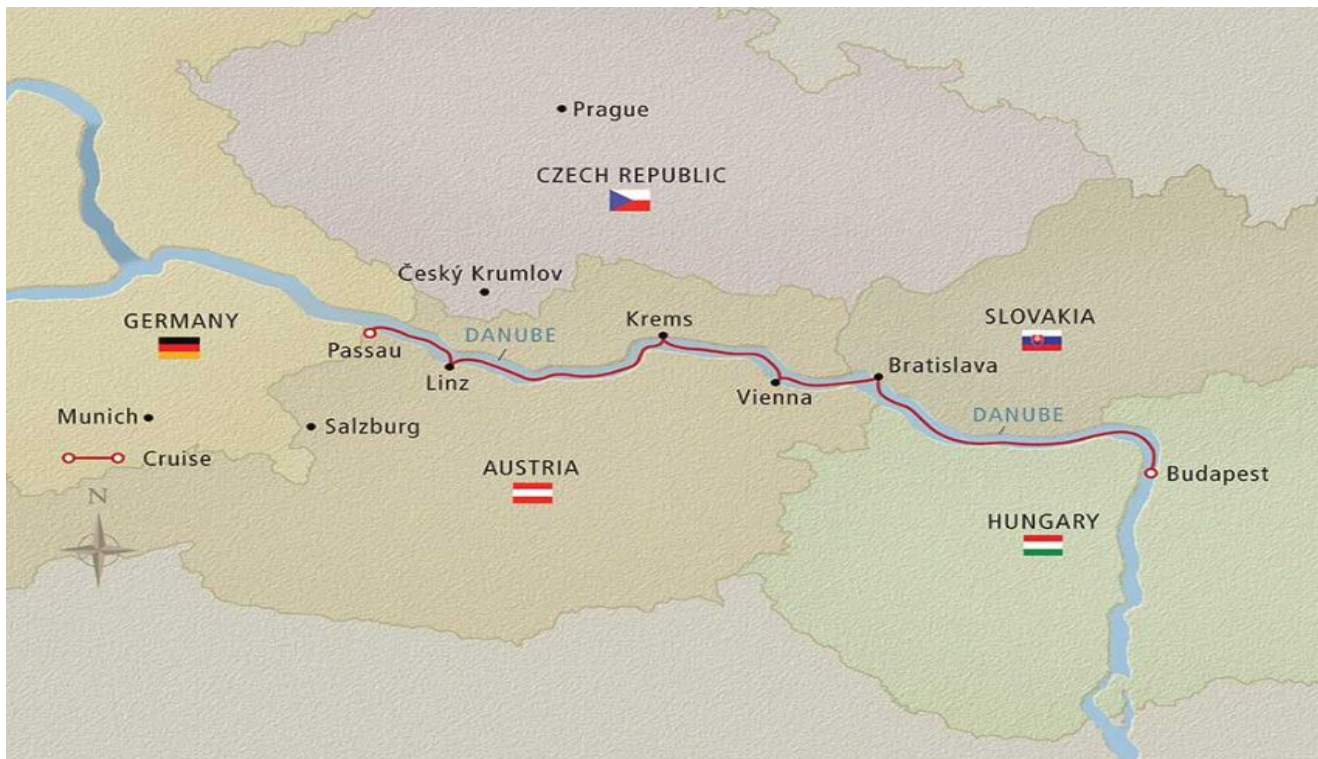 Prague
CZECH REPUBLIC
Český Krumlov
GERMANY
Passau
DANUBE
Linz
Krems
Vienna
SLOVAKIA
Bratislava
DANUBE
Munich
Salzburg
Cruise
AUSTRIA
Budapest
N
HUNGARY